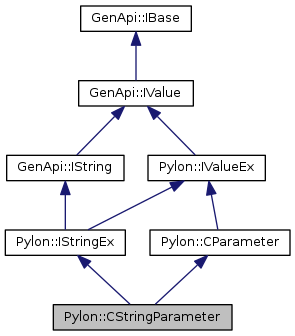 GenApi::IBase
GenApi::IValue
GenApi::IString
Pylon::IValueEx
Pylon::IStringEx
Pylon::CParameter
Pylon::CStringParameter